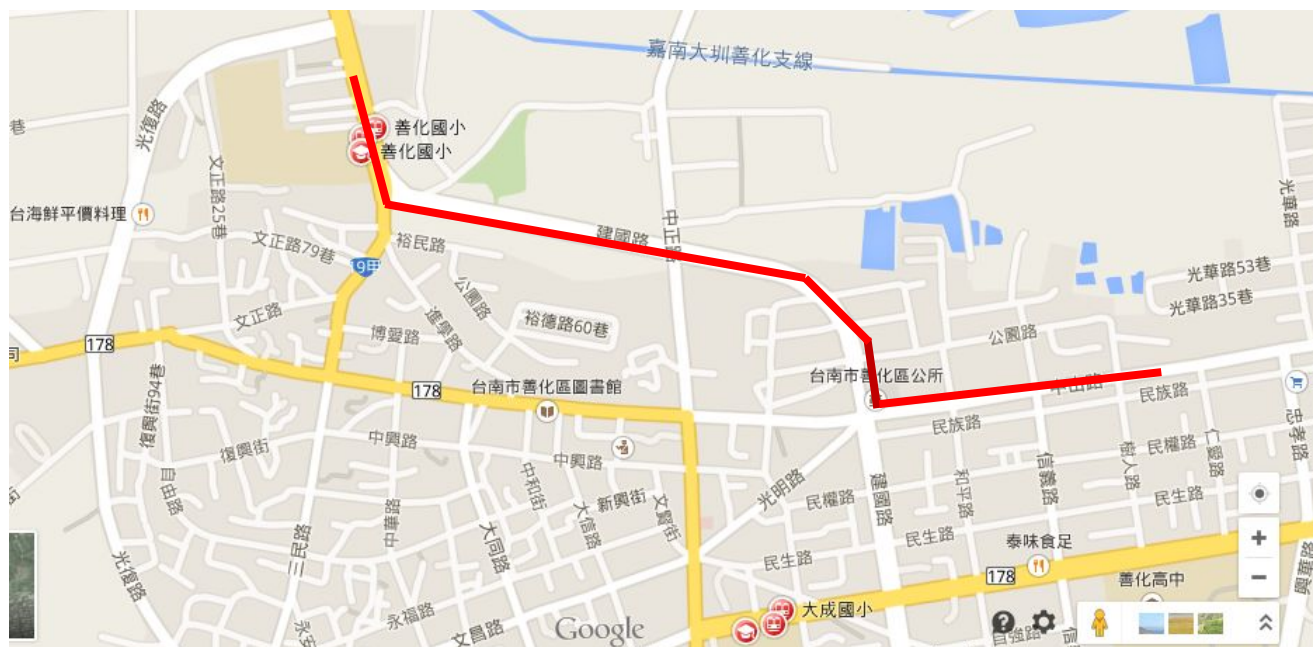 嘉南大圳善化支線
巷
光復路
善化國小
善化國小
文正路25巷
台海鮮平價料理
文正路79巷
裕民路
建國路
中正路
光華路
19甲
光華路53巷
光華路35巷
公園路
進學路
裕德路60巷
公園路
文正路
博愛路
178
司
台南市善化區公所
中山路
民族路
台南市善化區圖書館
178
復興街94巷
民族路
忠孝路
復興街
中興路
中興路
自由路
中和街
新興街
光明路
民權路
建國路
和平路
信義路
樹人路
民權路
仁愛路
民生路
大信路
文賢街
中華路
大同路
三民路
光復路
民生路
民生路
泰味食足
178
善化高中
興華路
永福路
文昌路
大成國小
Google
自強路